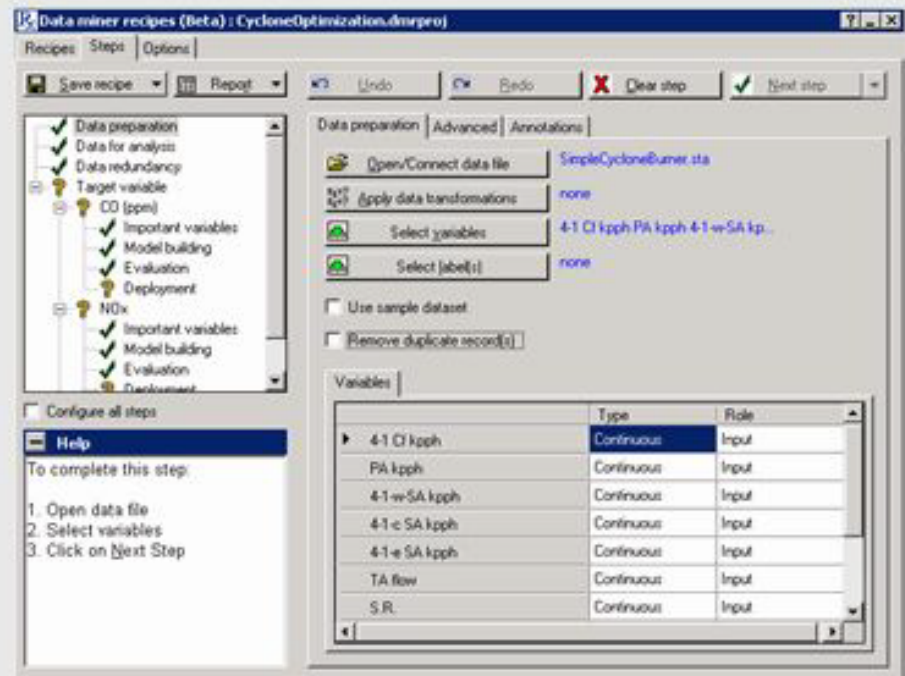 Data miner recipes (Beta) : CycloneOptimization.dmrproj
Recipes Steps Options
Save recipe Report Undo Redo Clear step Next step
Data preparation
Data for analysis
Data redundancy
Target variable
CO (ppm)
Important variables
Model building
Evaluation
Deployment
NOx
Important variables
Model building
Evaluation
Deployment
Configure all steps
Help
To complete this step:
1. Open data file
2. Select variables
3. Click on Next Step
Data preparation Advanced Annotations
Open/Connect data file SimpleCycloneBurner.sta
Apply data transformations none
Select variables 4-1 Cf kpph PA kpph 4-1-w-SA kp...
Select label(s) none
Use sample dataset
Remove duplicate record(s)
Variables
Type Role
4-1 Cf kpph Continuous Input
PA kpph Continuous Input
4-1-w-SA kpph Continuous Input
4-1-c SA kpph Continuous Input
4-1-e SA kpph Continuous Input
TA flow Continuous Input
S.R. Continuous Input